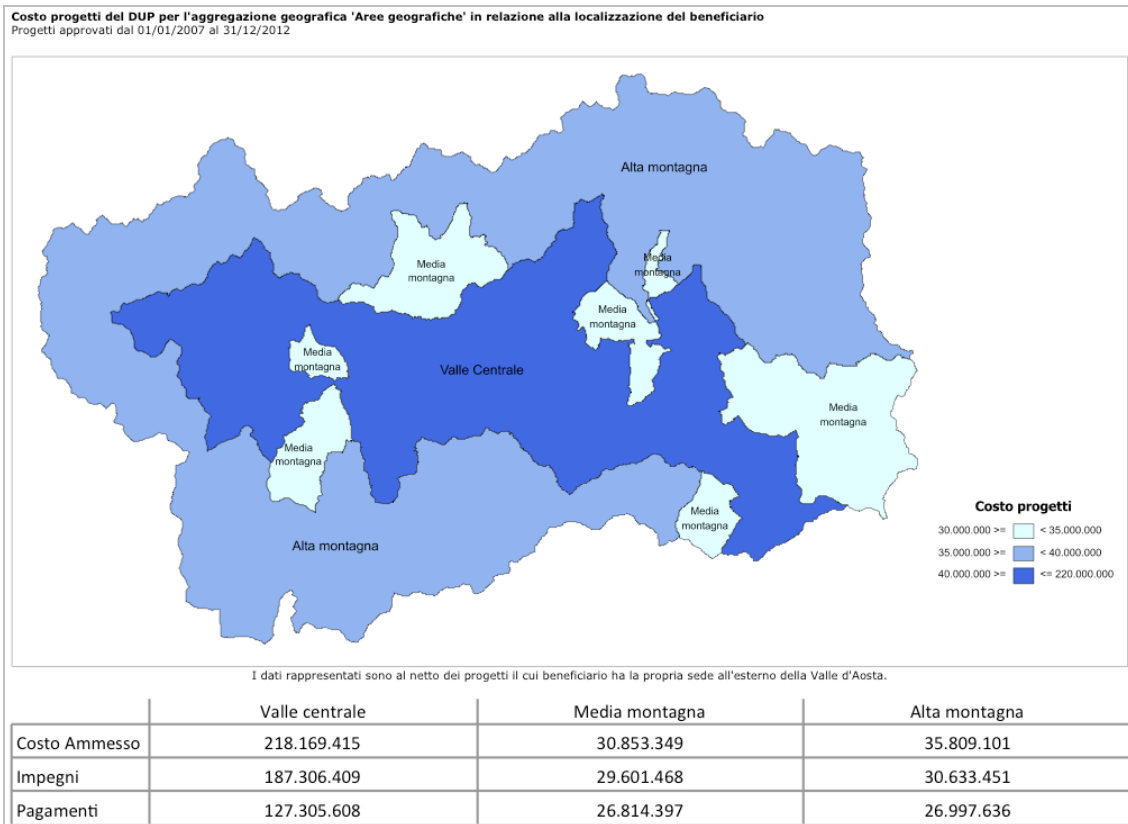 Costo progetti del DUP per l'aggregazione geografica 'Aree geografiche' in relazione alla localizzazione del beneficiario
Progetti approvati dal 01/01/2007 al 31/12/2012
Alta montagna
Media
montagna
Media
montagna
Media
montagna
Media
montagna
Valle Centrale
Media
montagna
Media
montagna
Media
montagna
Alta montagna
Costo progetti
30.000.000 >= < 35.000.000
35.000.000 >= < 40.000.000
40.000.000 >= <= 220.000.000
I dati rappresentati sono al netto dei progetti il cui beneficiario ha la propria sede all'esterno della Valle d'Aosta.
Valle centrale Media montagna Alta montagna
Costo Ammesso 218.169.415 30.853.349 35.809.101
Impegni 187.306.409 29.601.468 30.633.451
Pagamenti 127.305.608 26.814.397 26.997.636